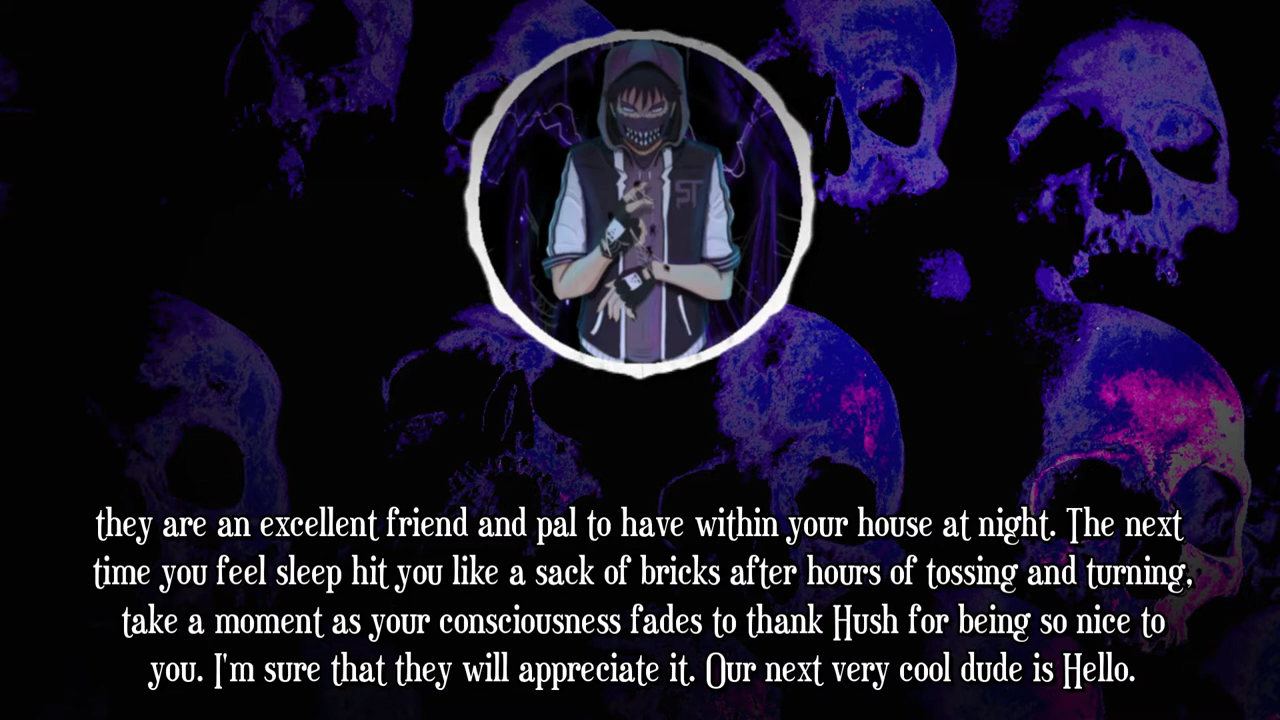 ST
they are an excellent friend and pal to have within your house at night. The next
time you feel sleep hit you like a sack of bricks after hours of tossing and turning,
take a moment as your consciousness fades to thank Hush for being so nice to
you. I'm sure that they will appreciate it. Our next very cool dude is Hello.